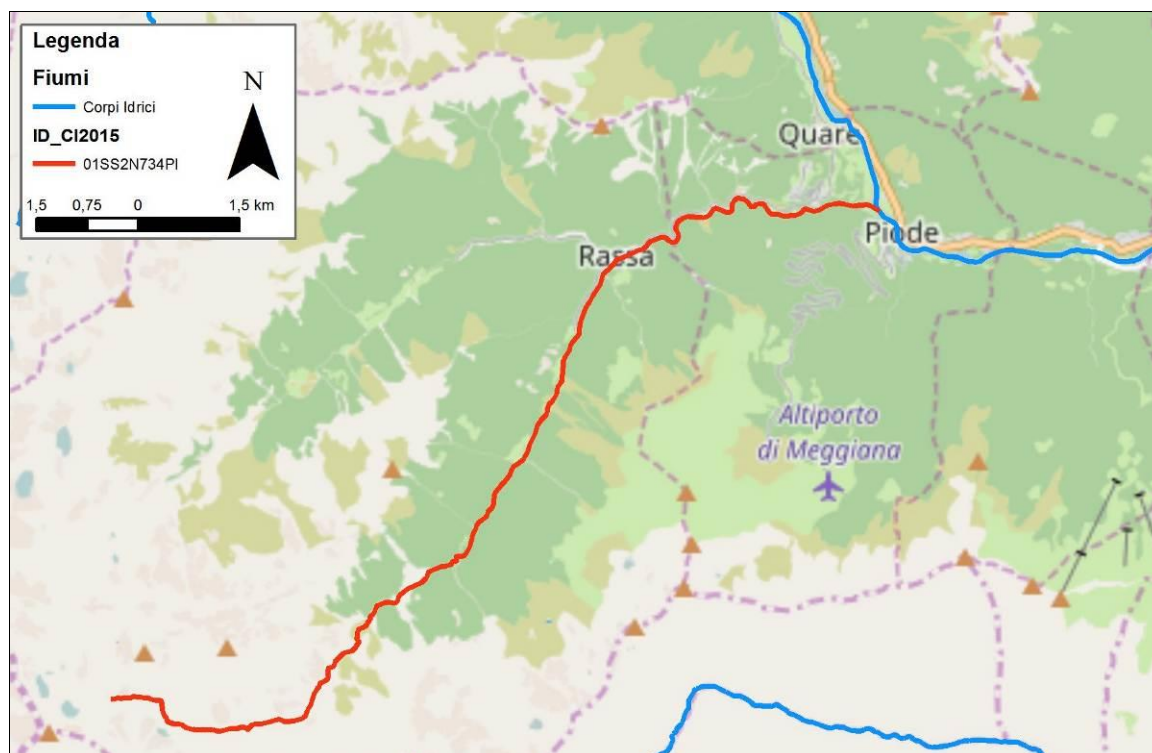 Legenda
Fiumi
Corpi Idrici
ID_CI2015
01SS2N734PI
N
1,5 0,75 0 1,5 km
Quare
Piode
Rassa
Altiporto
di Meggiana